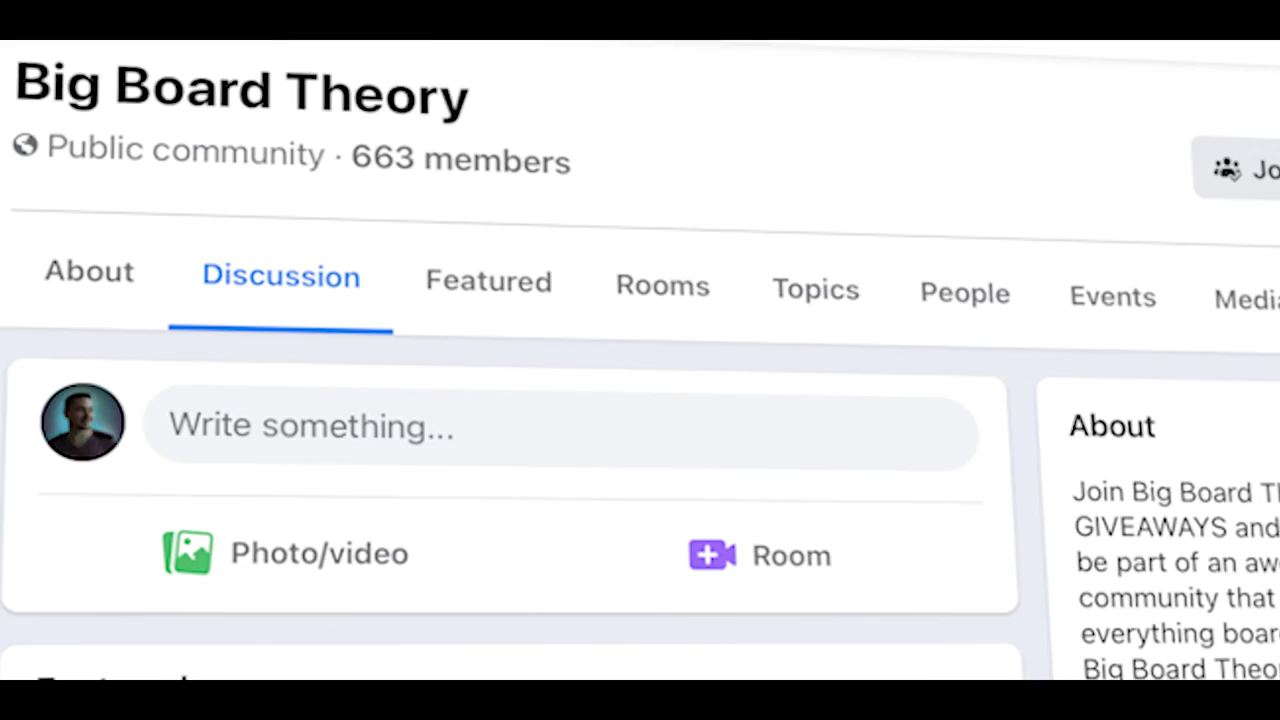 Big Board Theory
Public community · 663 members
About Discussion Featured Rooms Topics People Events
Write something...
Photo/video Room
About
Join Big Board
GIVEAWAYS and
be part of an
community that
everything
Big Board